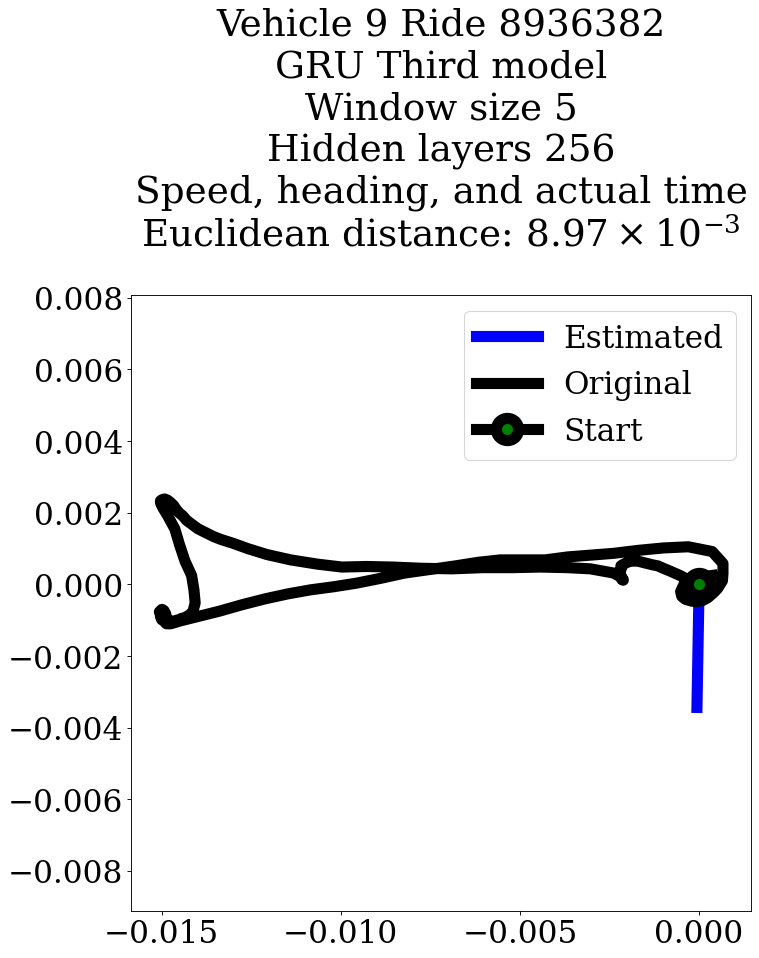 Vehicle 9 Ride 8936382
GRU Third model
Window size 5
Hidden layers 256
Speed, heading, and actual time
Euclidean distance: 8.97 × 10⁻³
0.008
0.006
0.004
0.002
0.000
−0.002
−0.004
−0.006
−0.008
Estimated
Original
Start
−0.015
−0.010
−0.005
0.000